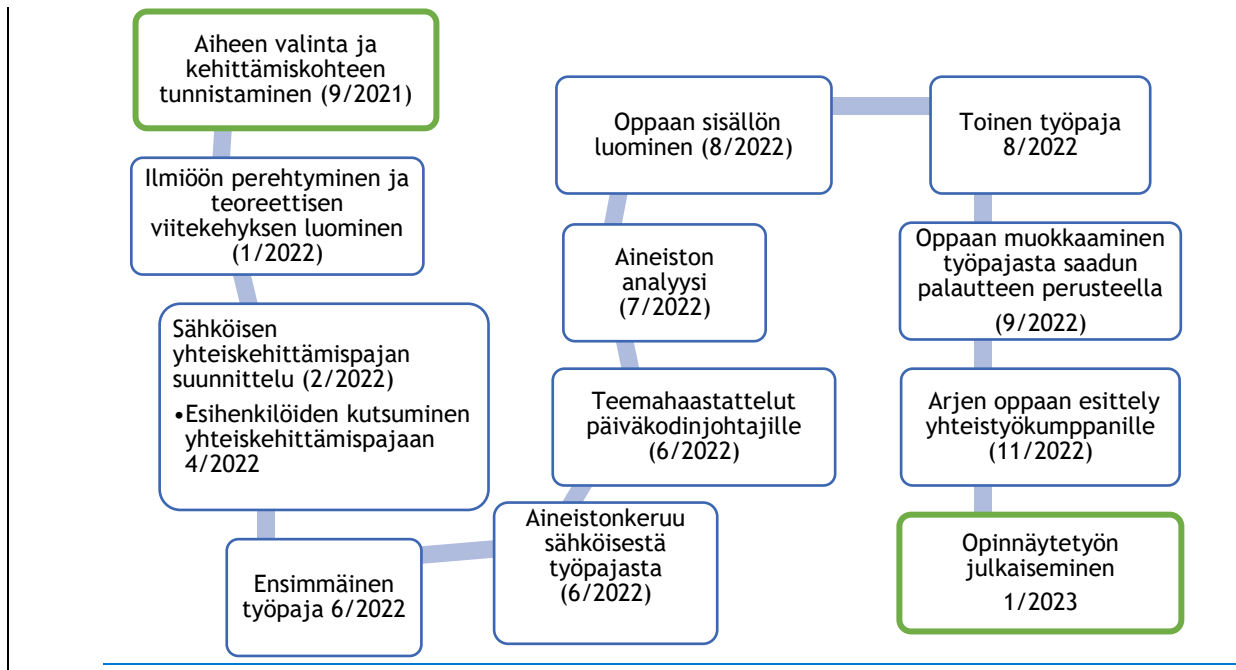 Aiheen valinta ja
kehittämiskohteen
tunnistaminen (9/2021)
Ilmiöön perehtyminen ja
teoreettisen
viitekehyksen luominen
(1/2022)
Sähköisen
yhteiskehittämispajan
suunnittelu (2/2022)
•Esihenkilöiden kutsuminen
yhteiskehittämispajaan
4/2022
Ensimmäinen
työpaja 6/2022
Aineistonkeruu
sähköisestä
työpajasta
(6/2022)
Teemahaastattelut
päiväkodinjohtajille
(6/2022)
Aineiston
analyysi
(7/2022)
Oppaan sisällön
luominen (8/2022)
Toinen työpaja
8/2022
Oppaan muokkaaminen
työpajasta saadun
palautteen perusteella
(9/2022)
Arjen oppaan esittely
yhteistyökumppanille
(11/2022)
Opinnäytetyön
julkaiseminen
1/2023